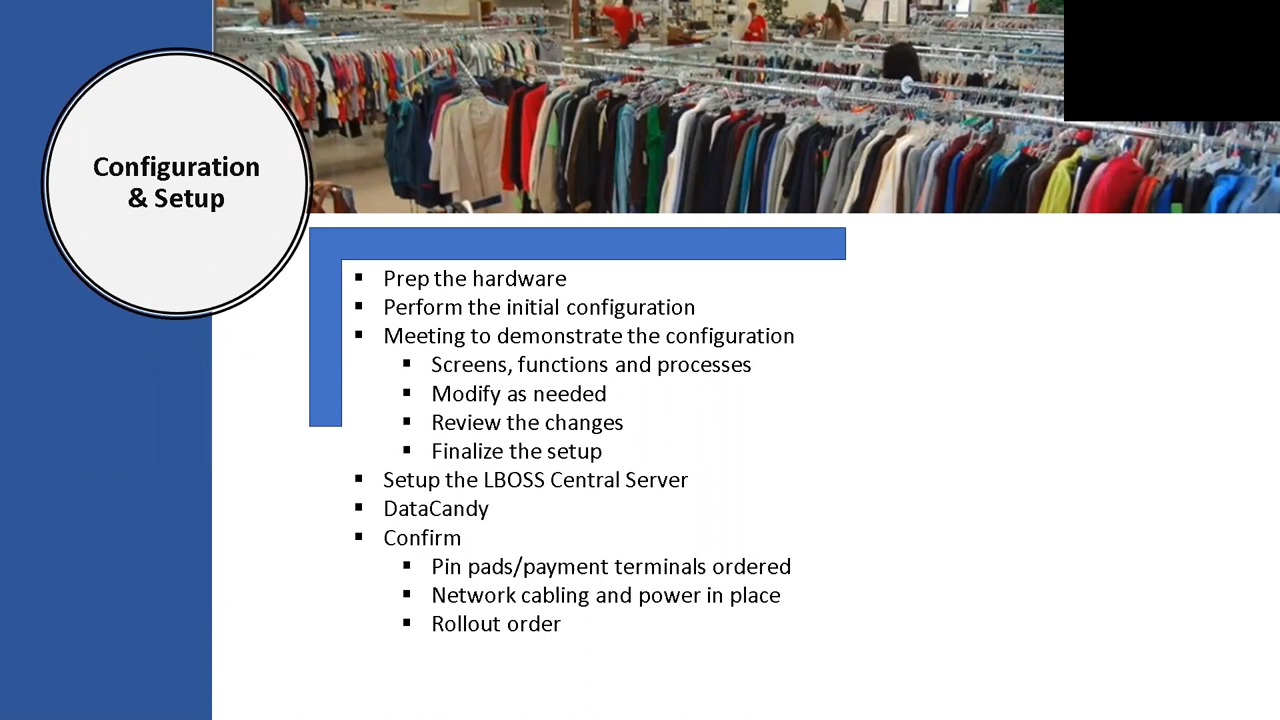 Configuration
& Setup
▪ Prep the hardware
▪ Perform the initial configuration
▪ Meeting to demonstrate the configuration
▪ Screens, functions and processes
▪ Modify as needed
▪ Review the changes
▪ Finalize the setup
▪ Setup the LBOSS Central Server
▪ DataCandy
▪ Confirm
▪ Pin pads/payment terminals ordered
▪ Network cabling and power in place
▪ Rollout order